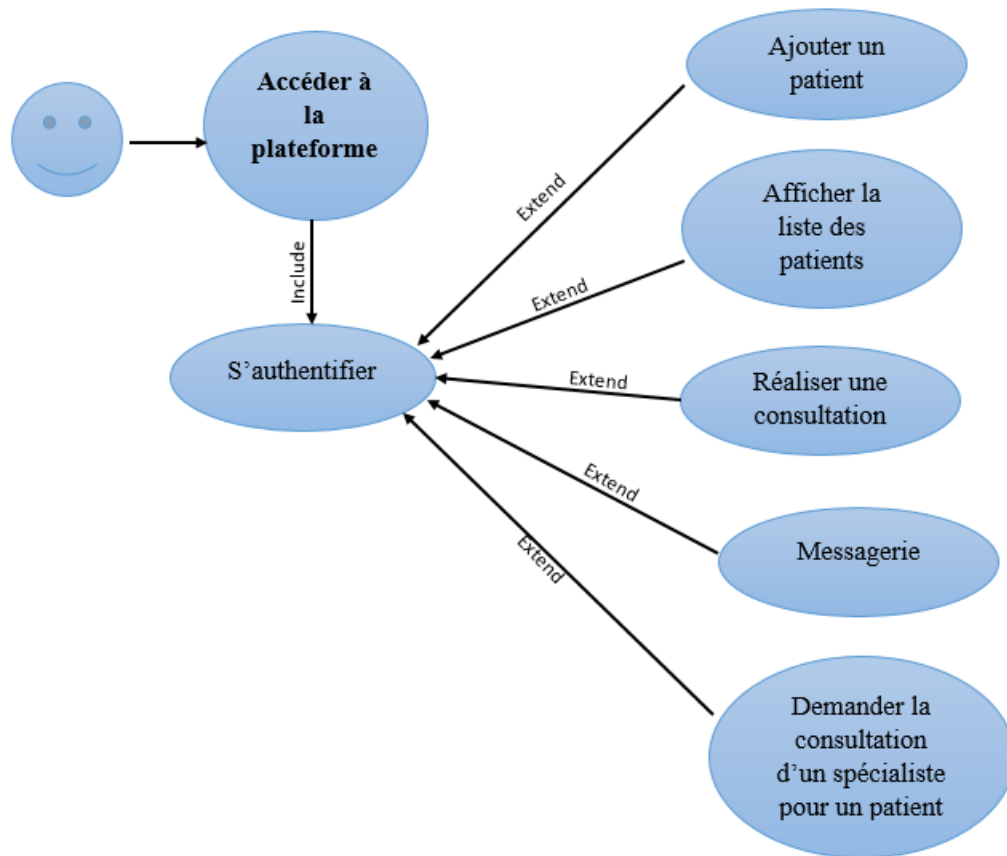 Accéder à
la
plateforme
Include
S'authentifier
Extend
Ajouter un
patient
Extend
Afficher la
liste des
patients
Extend
Réaliser une
consultation
Extend
Messagerie
Extend
Demander la
consultation
d'un spécialiste
pour un patient